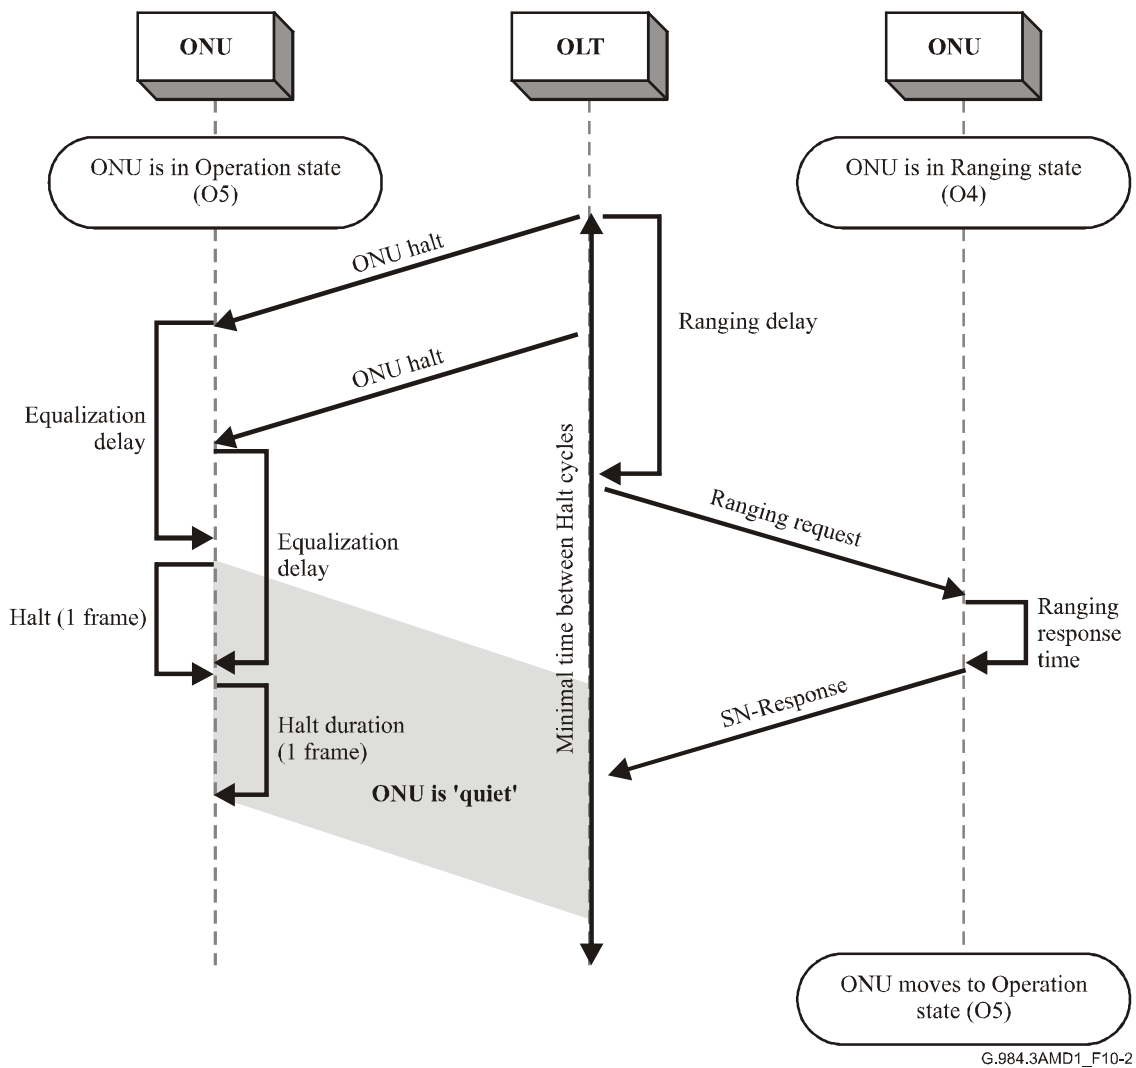 ONU
OLT
ONU
ONU is in Operation state
(O5)
ONU is in Ranging state
(O4)
ONU halt
Ranging delay
ONU halt
Equalization
delay
Minimal time between Halt cycles
Ranging request
Equalization
delay
Halt (1 frame)
Ranging
response
time
SN-Response
Halt duration
(1 frame)
ONU is 'quiet'
ONU moves to Operation
state (O5)
G.984.3AMD1_F10-2